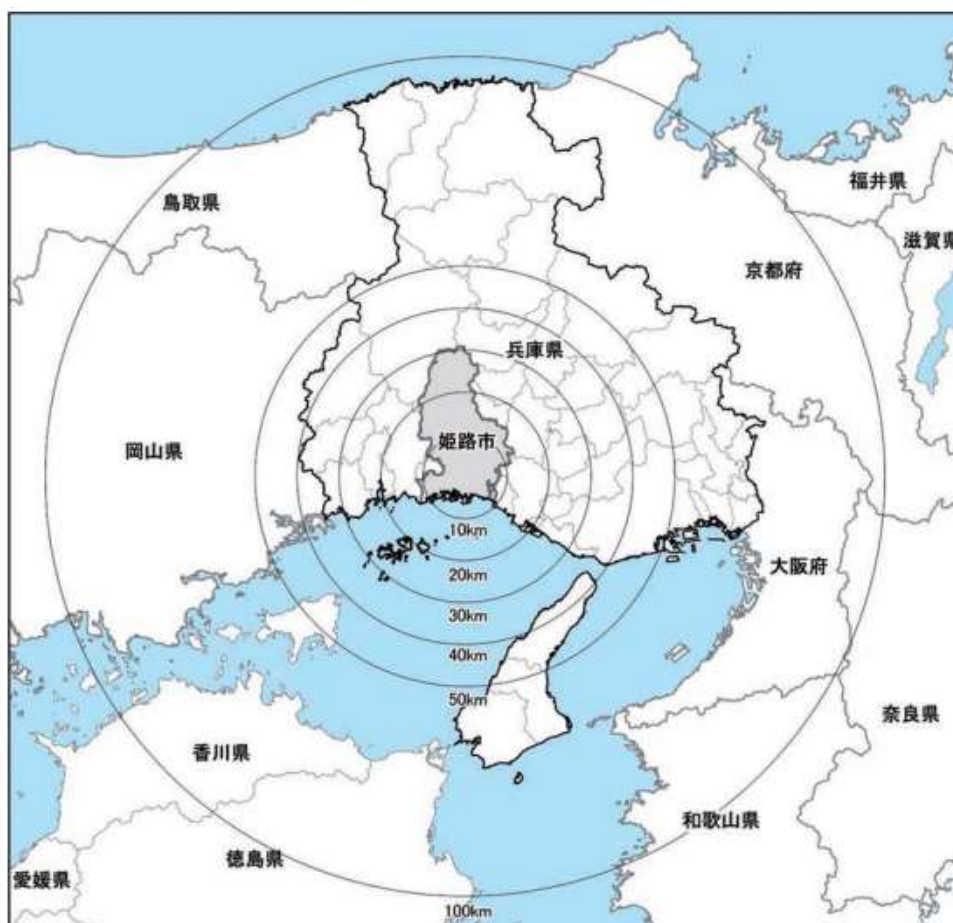 福井県
鳥取県
滋賀県
京都府
兵庫県
姫路市
岡山県
10km
大阪府
20km
30km
40km
50km
奈良県
香川県
和歌山県
徳島県
愛媛県
100km